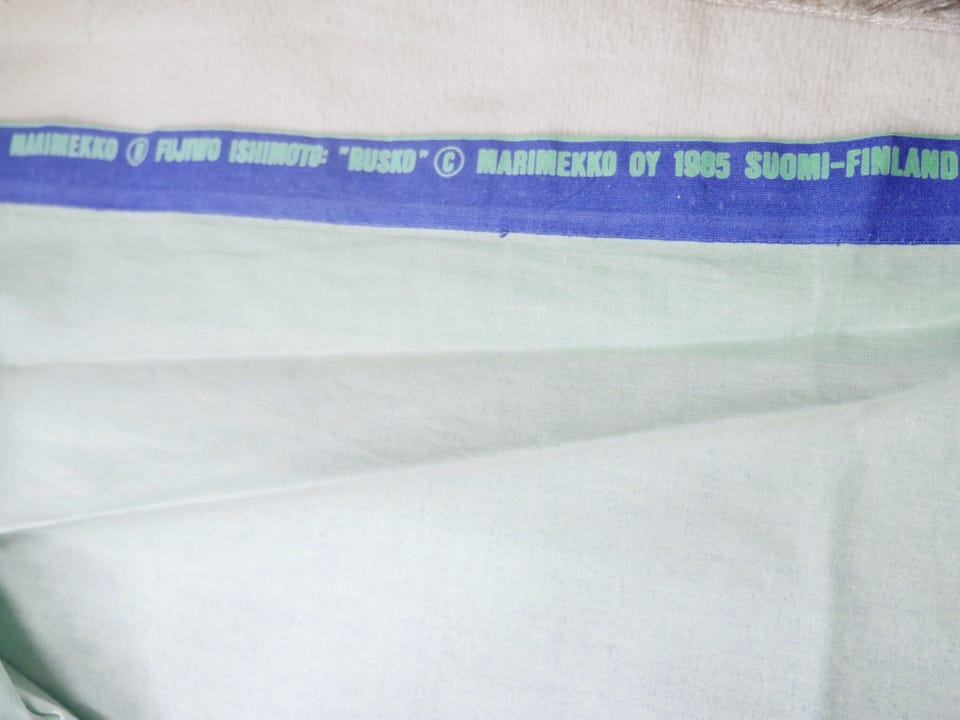 MARIMEKKO ® FUJIWO ISHIMOTO: "RUSKO" © MARIMEKKO OY 1985 SUOMI-FINLAND